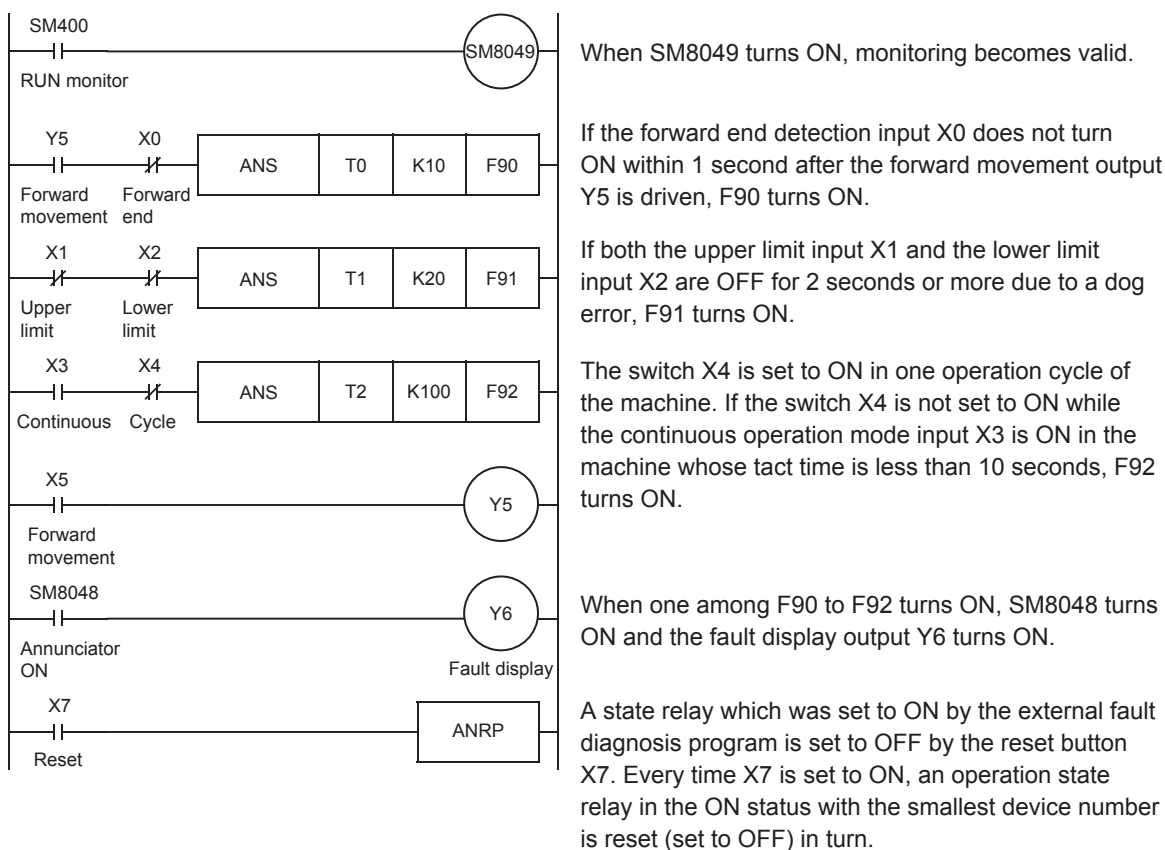 SM400
SM8049
RUN monitor
When SM8049 turns ON, monitoring becomes valid.
Y5 X0
ANS T0 K10 F90
Forward Forward
movement end
If the forward end detection input X0 does not turn
ON within 1 second after the forward movement output
Y5 is driven, F90 turns ON.
X1 X2
ANS T1 K20 F91
Upper Lower
limit limit
If both the upper limit input X1 and the lower limit
input X2 are OFF for 2 seconds or more due to a dog
error, F91 turns ON.
X3 X4
ANS T2 K100 F92
Continuous Cycle
The switch X4 is set to ON in one operation cycle of
the machine. If the switch X4 is not set to ON while
the continuous operation mode input X3 is ON in the
machine whose tact time is less than 10 seconds, F92
turns ON.
X5
Y5
Forward
movement
SM8048
Y6
Annunciator
ON
Fault display
When one among F90 to F92 turns ON, SM8048 turns
ON and the fault display output Y6 turns ON.
X7
ANRP
Reset
A state relay which was set to ON by the external fault
diagnosis program is set to OFF by the reset button
X7. Every time X7 is set to ON, an operation state
relay in the ON status with the smallest device number
is reset (set to OFF) in turn.